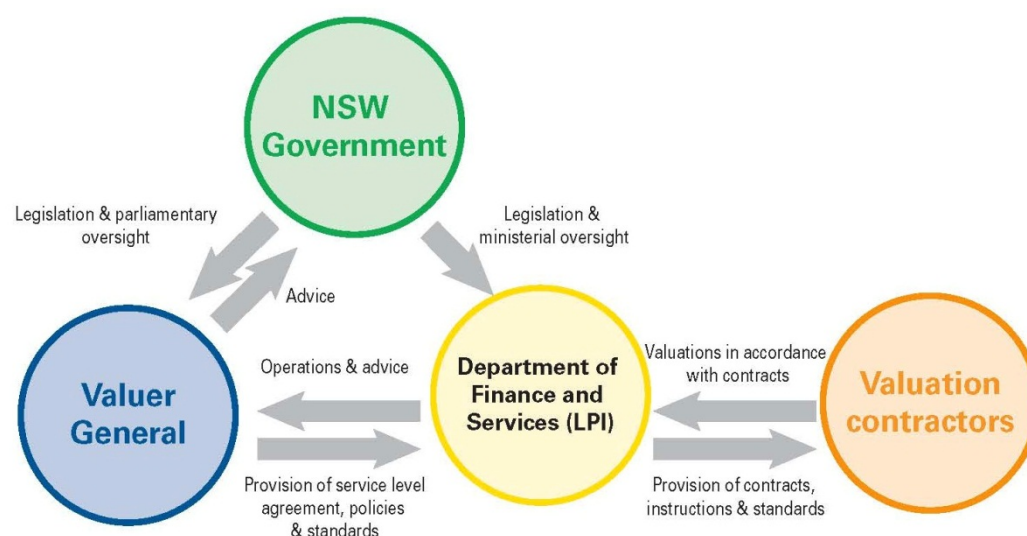 NSW
Government
Legislation & parliamentary
oversight
Legislation &
ministerial oversight
Advice
Valuer
General
Operations & advice
Department of
Finance and
Services (LPI)
Valuations in accordance
with contracts
Valuation
contractors
Provision of service level
agreement, policies
& standards
Provision of contracts,
instructions & standards